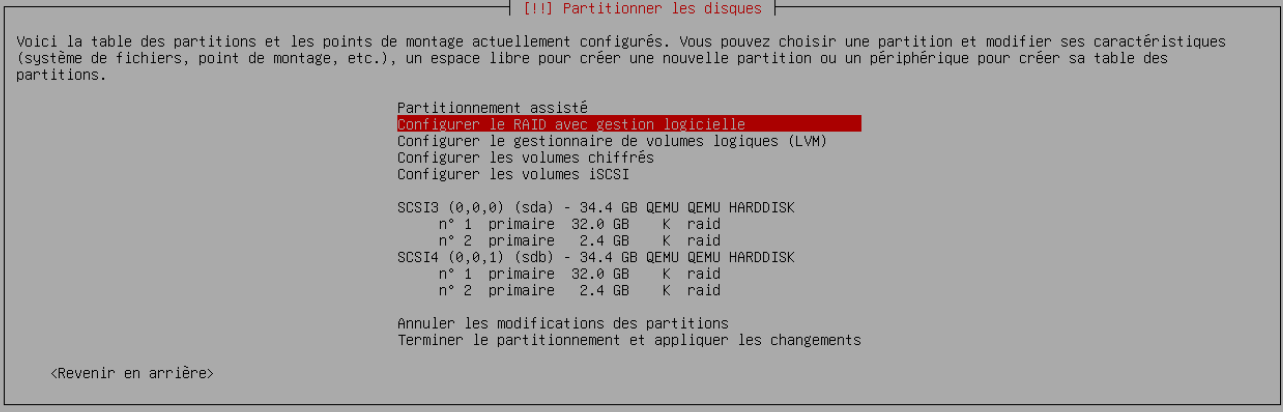 [!!] Partitionner les disques
Voici la table des partitions et les points de montage actuellement configurés. Vous pouvez choisir une partition et modifier ses caractéristiques
(système de fichiers, point de montage, etc.), un espace libre pour créer une nouvelle partition ou un périphérique pour créer sa table des
partitions.
Partitionnement assisté
Configurer le RAID avec gestion logicielle
Configurer le gestionnaire de volumes logiques (LVM)
Configurer les volumes chiffrés
Configurer les volumes iSCSI
SCSI3 (0,0,0) (sda) - 34.4 GB QEMU QEMU HARDDISK
n° 1 primaire 32.0 GB K raid
n° 2 primaire 2.4 GB K raid
SCSI4 (0,0,1) (sdb) - 34.4 GB QEMU QEMU HARDDISK
n° 1 primaire 32.0 GB K raid
n° 2 primaire 2.4 GB K raid
Annuler les modifications des partitions
Terminer le partitionnement et appliquer les changements
<Revenir en arrière>